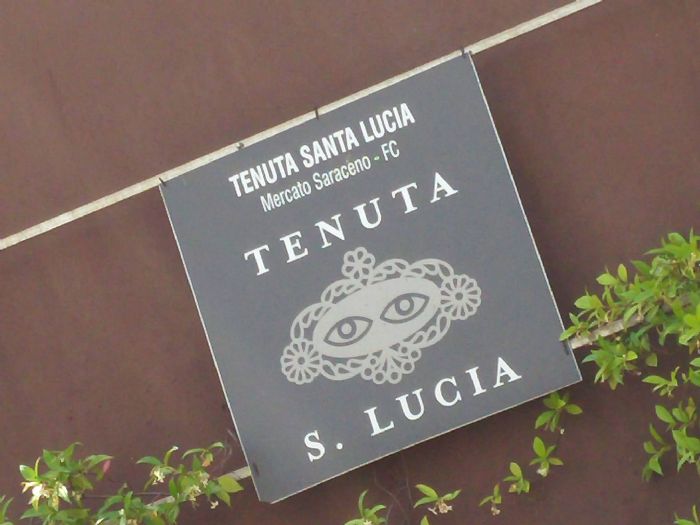 TENUTA SANTA LUCIA
Mercato Saraceno - FC
TENUTA
S. LUCIA